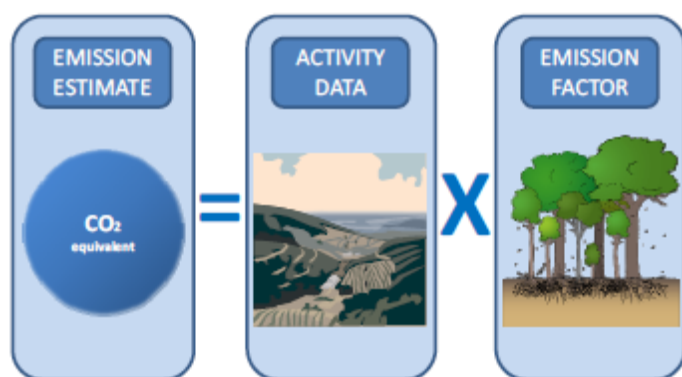 EMISSION
ESTIMATE
CO₂
equivalent
=
ACTIVITY
DATA
X
EMISSION
FACTOR